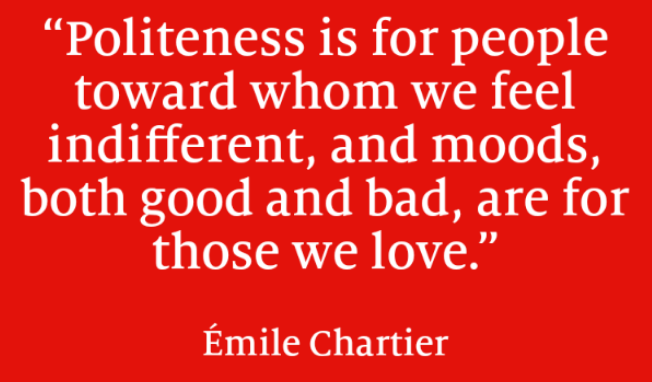 “Politeness is for people
toward whom we feel
indifferent, and moods,
both good and bad, are for
those we love.”
Émile Chartier